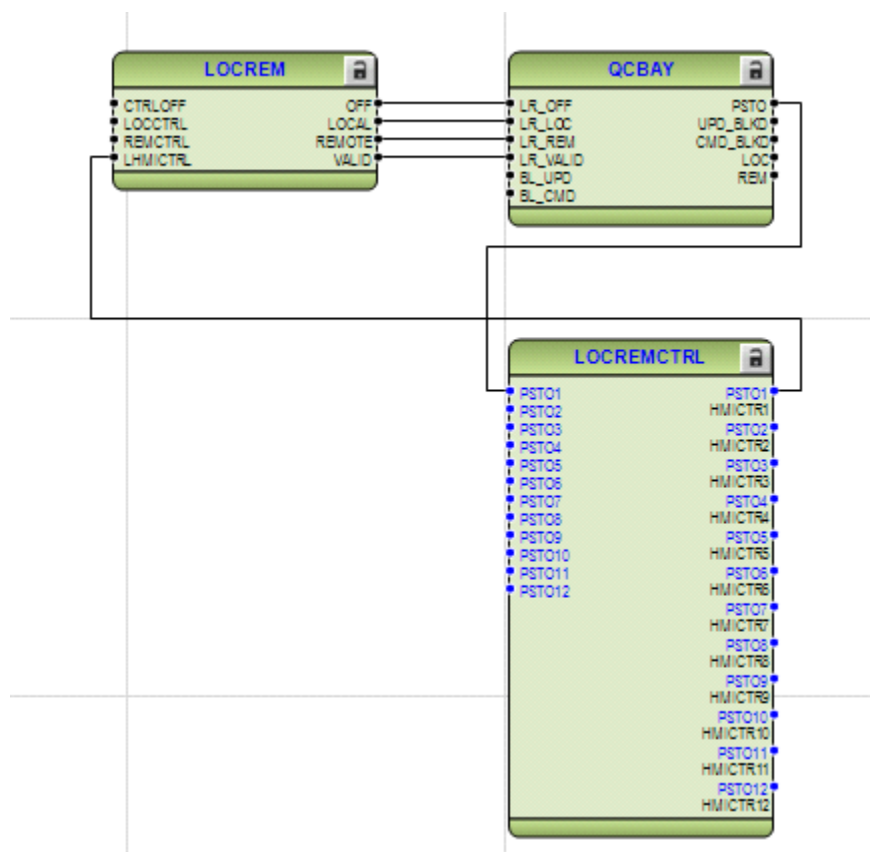 LOCREM
CTRLOFF OFF
LOCCTRL LOCAL
REMCTRL REMOTE
LHMICTRL VALID
QCBAY
LR_OFF PSTO
LR_LOC UPD_BLKD
LR_REM CMD_BLKD
LR_VALID LOC
BL_UPD REM
BL_CMD
LOCREMCTRL
PSTO1 PSTO1
PSTO2 HMICTR1
PSTO3 PSTO2
PSTO4 HMICTR2
PSTO5 PSTO3
PSTO6 HMICTR3
PSTO7 PSTO4
PSTO8 HMICTR4
PSTO9 PSTO5
PSTO10 HMICTR5
PSTO11 PSTO6
PSTO12 HMICTR6
PSTO7
HMICTR7
PSTO8
HMICTR8
PSTO9
HMICTR9
PSTO10
HMICTR10
PSTO11
HMICTR11
PSTO12
HMICTR12